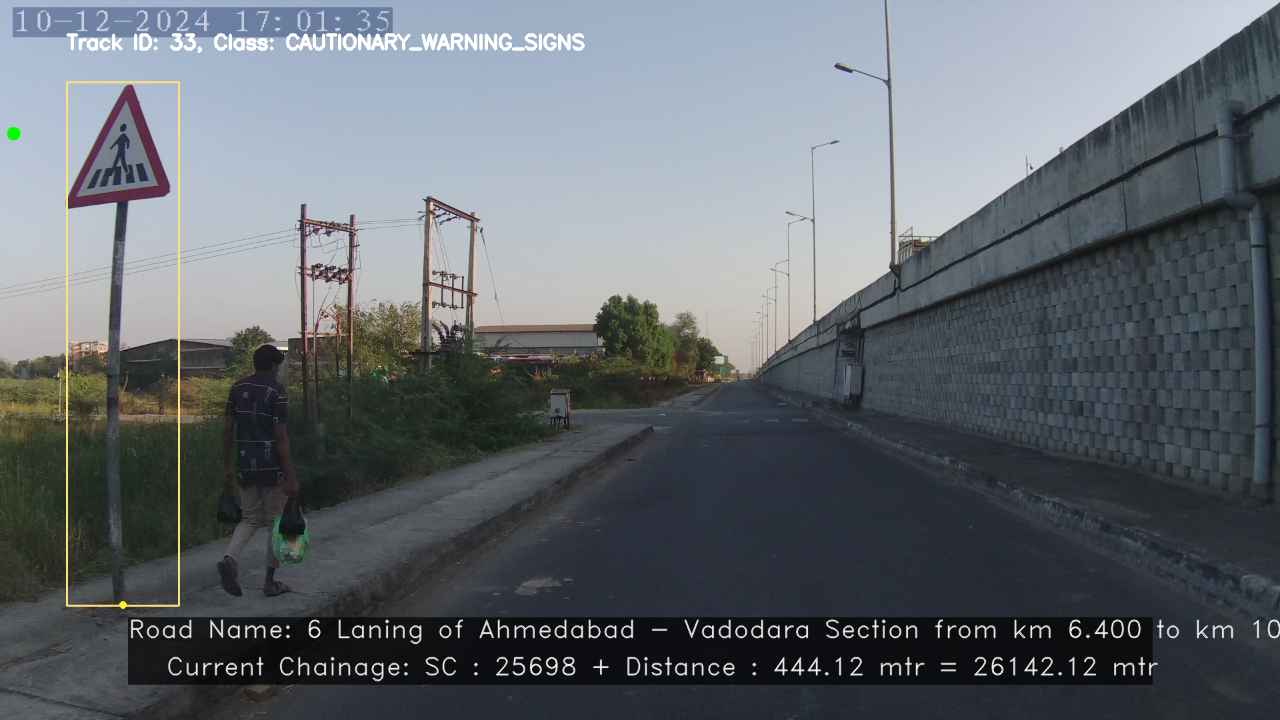 10-12-2024 17:01:35
Track ID: 33, Class: CAUTIONARY_WARNING_SIGNS
Road Name: 6 Laning of Ahmedabad - Vadodara Section from km 6.400 to km 10
Current Chainage: SC : 25698 + Distance : 444.12 mtr = 26142.12 mtr